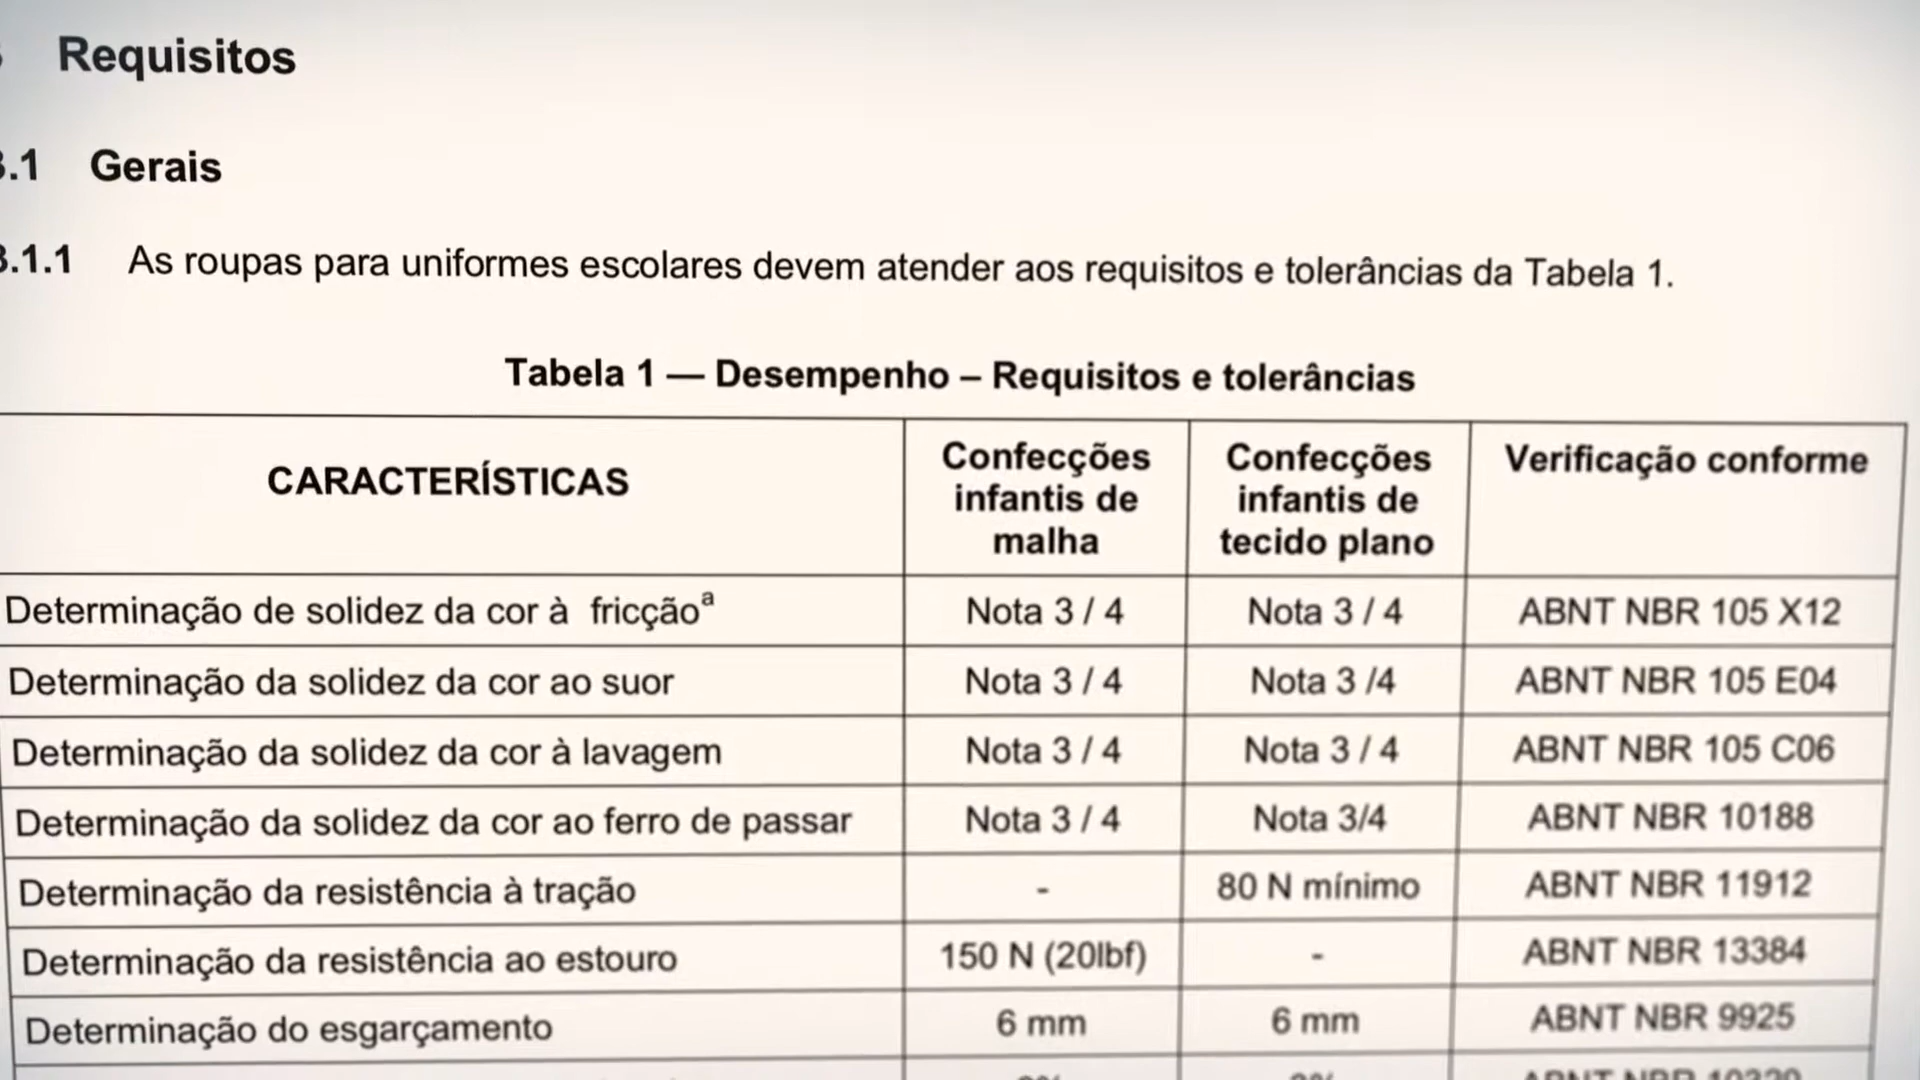 Requisitos
.1 Gerais
.1.1 As roupas para uniformes escolares devem atender aos requisitos e tolerâncias da Tabela 1.
Tabela 1 — Desempenho – Requisitos e tolerâncias
CARACTERÍSTICAS
Confecções infantis de malha
Confecções infantis de tecido plano
Verificação conforme
Determinação de solidez da cor à fricçãoª Nota 3 / 4 Nota 3 / 4 ABNT NBR 105 X12
Determinação da solidez da cor ao suor Nota 3 / 4 Nota 3 /4 ABNT NBR 105 E04
Determinação da solidez da cor à lavagem Nota 3 / 4 Nota 3 / 4 ABNT NBR 105 C06
Determinação da solidez da cor ao ferro de passar Nota 3 / 4 Nota 3/4 ABNT NBR 10188
Determinação da resistência à tração - 80 N mínimo ABNT NBR 11912
Determinação da resistência ao estouro 150 N (20lbf) - ABNT NBR 13384
Determinação do esgarçamento 6 mm 6 mm ABNT NBR 9925